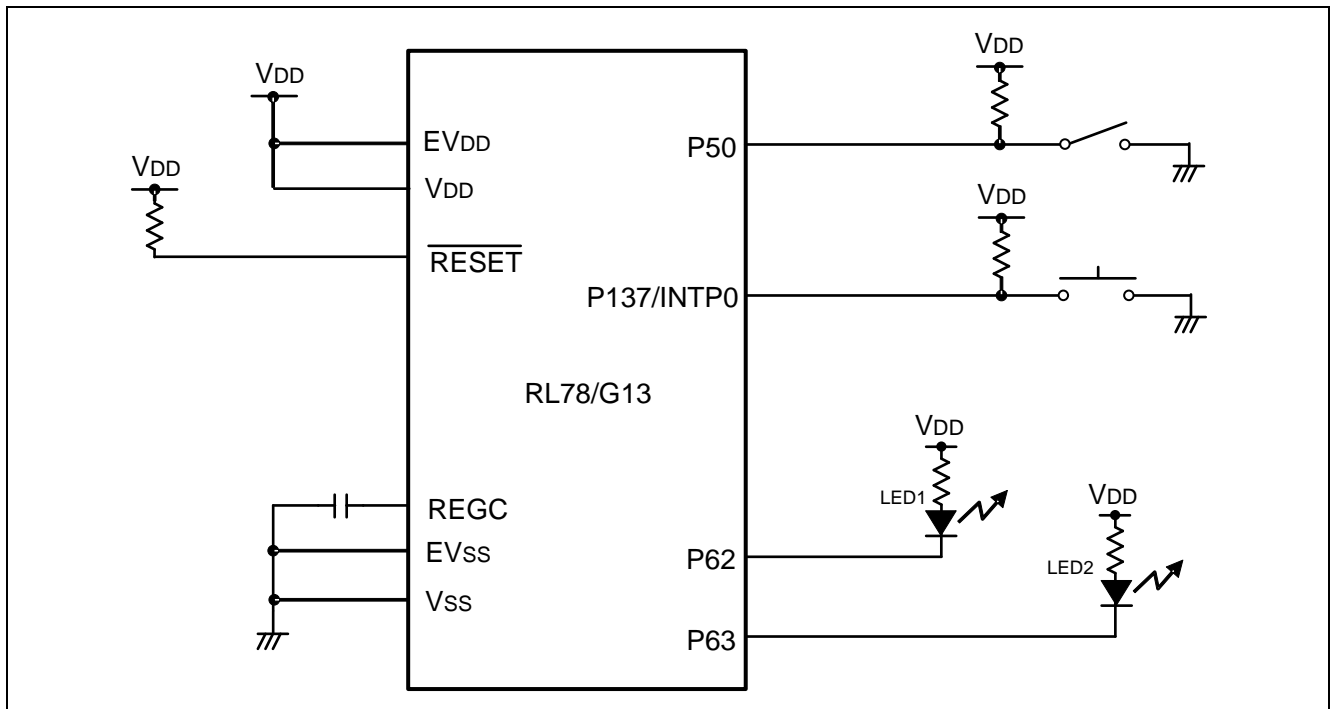 VDD
EVDD
VDD
VDD
RESET
REGC
EVSS
VSS
RL78/G13
VDD
P50
VDD
P137/INTP0
VDD
LED1
P62
VDD
LED2
P63